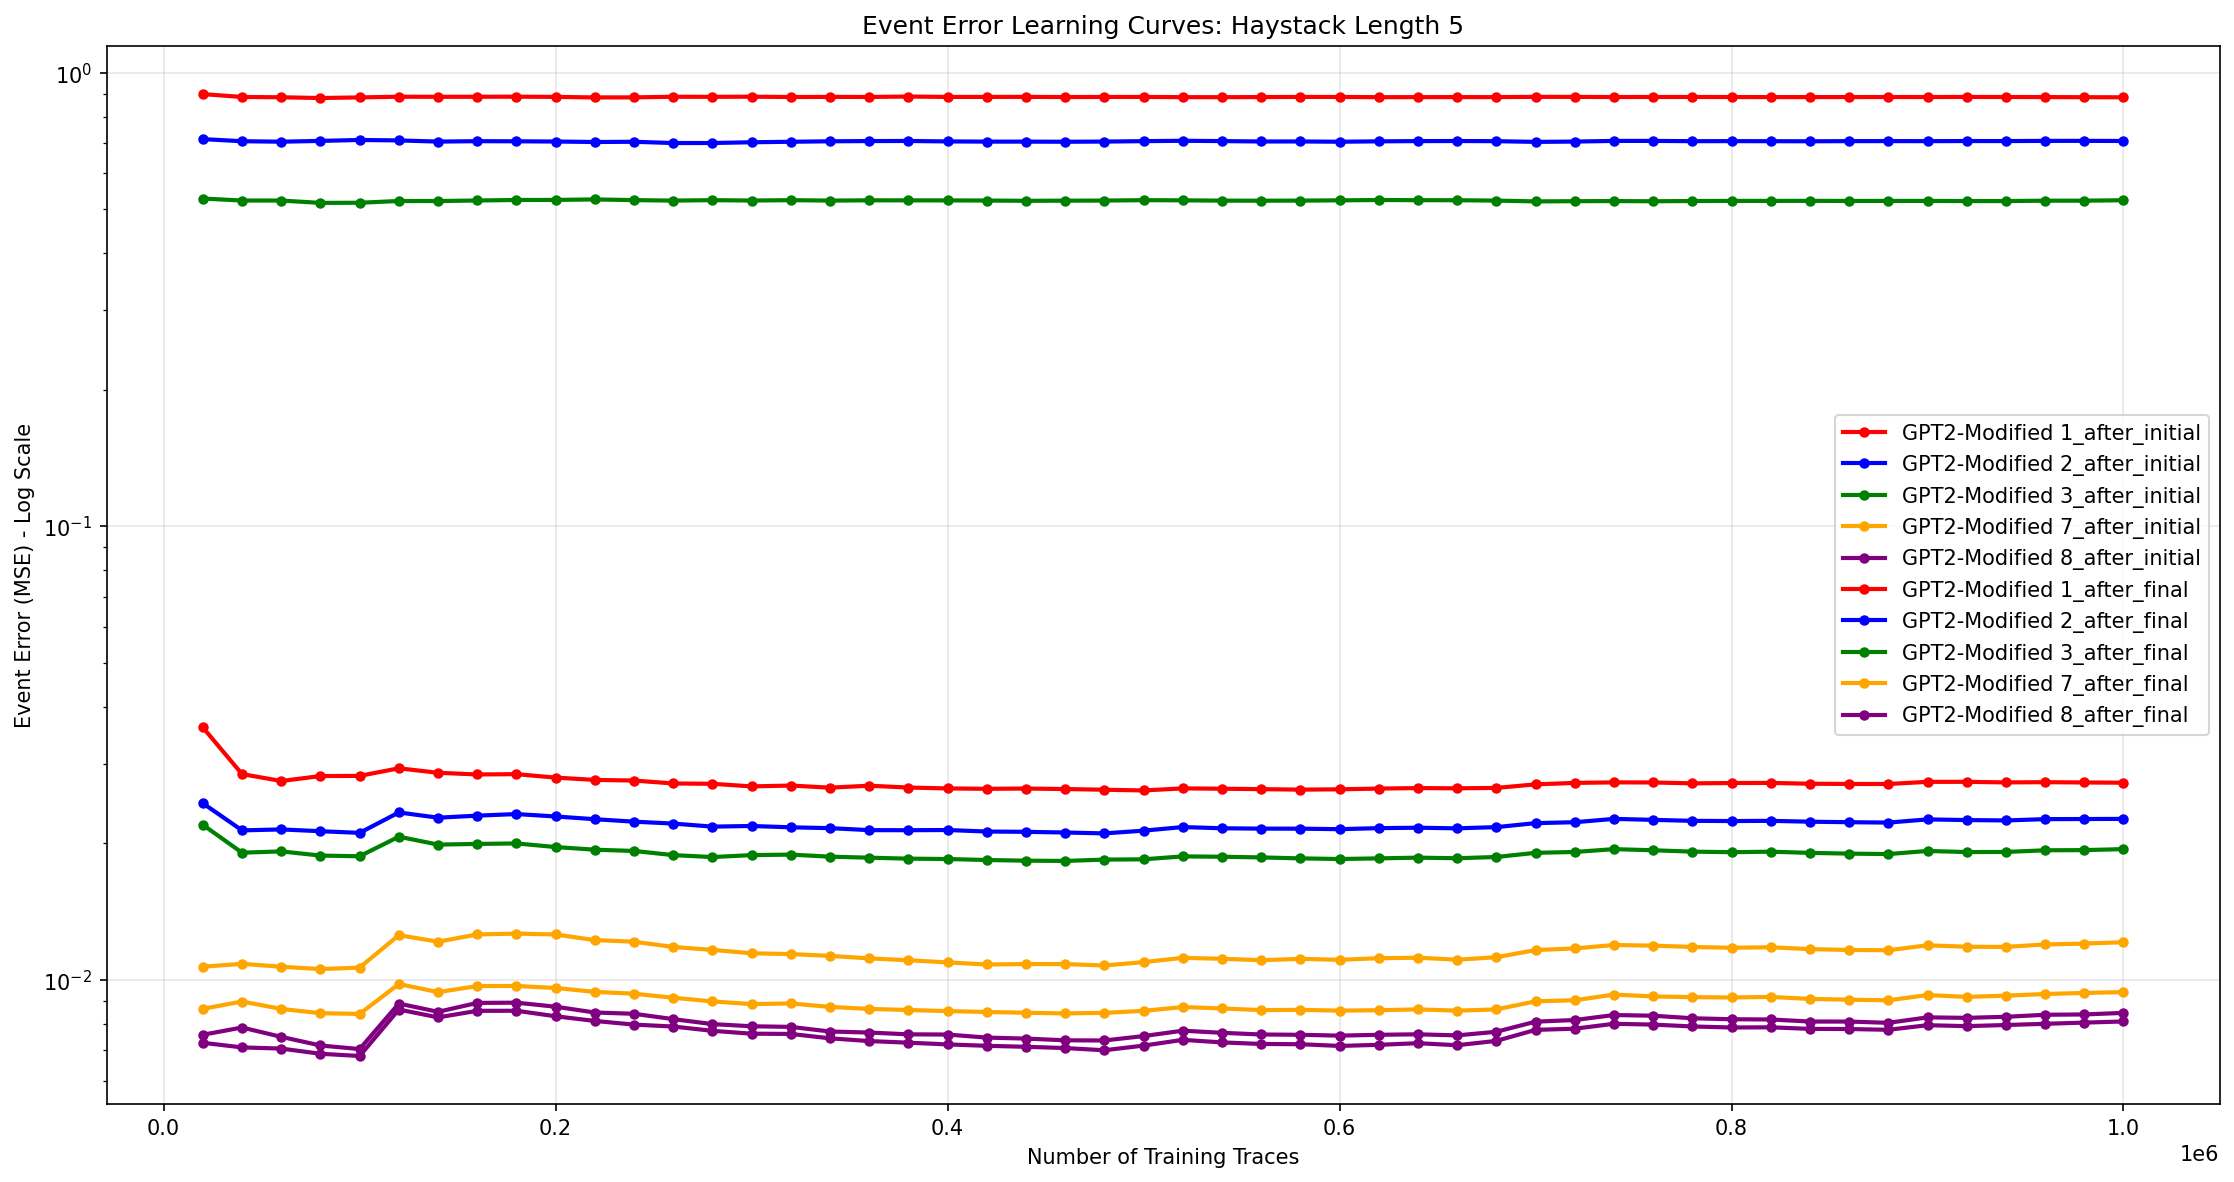 Event Error Learning Curves: Haystack Length 5
Event Error (MSE) - Log Scale
10⁰
10⁻¹
10⁻²
GPT2-Modified 1_after_initial
GPT2-Modified 2_after_initial
GPT2-Modified 3_after_initial
GPT2-Modified 7_after_initial
GPT2-Modified 8_after_initial
GPT2-Modified 1_after_final
GPT2-Modified 2_after_final
GPT2-Modified 3_after_final
GPT2-Modified 7_after_final
GPT2-Modified 8_after_final
0.0 0.2 0.4 0.6 0.8 1.0
1e6
Number of Training Traces